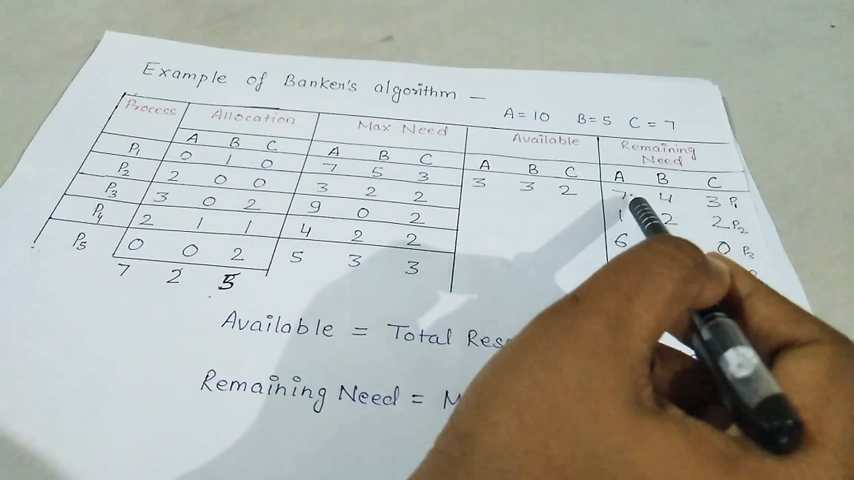 Example of Banker's algorithm —
A = 10 B = 5 C = 7
Process Allocation Max Need Available Remaining Need
A B C A B C A B C A B C
P1 0 1 0 7 5 3 3 3 2 7 4 3 P1
P2 2 0 0 3 2 2 1 2 2 P2
P3 3 0 2 9 0 2 6 0 P3
P4 2 1 1 4 2 2
P5 0 0 2 5 3 3
7 2 5
Available = Total
Remaining Need =